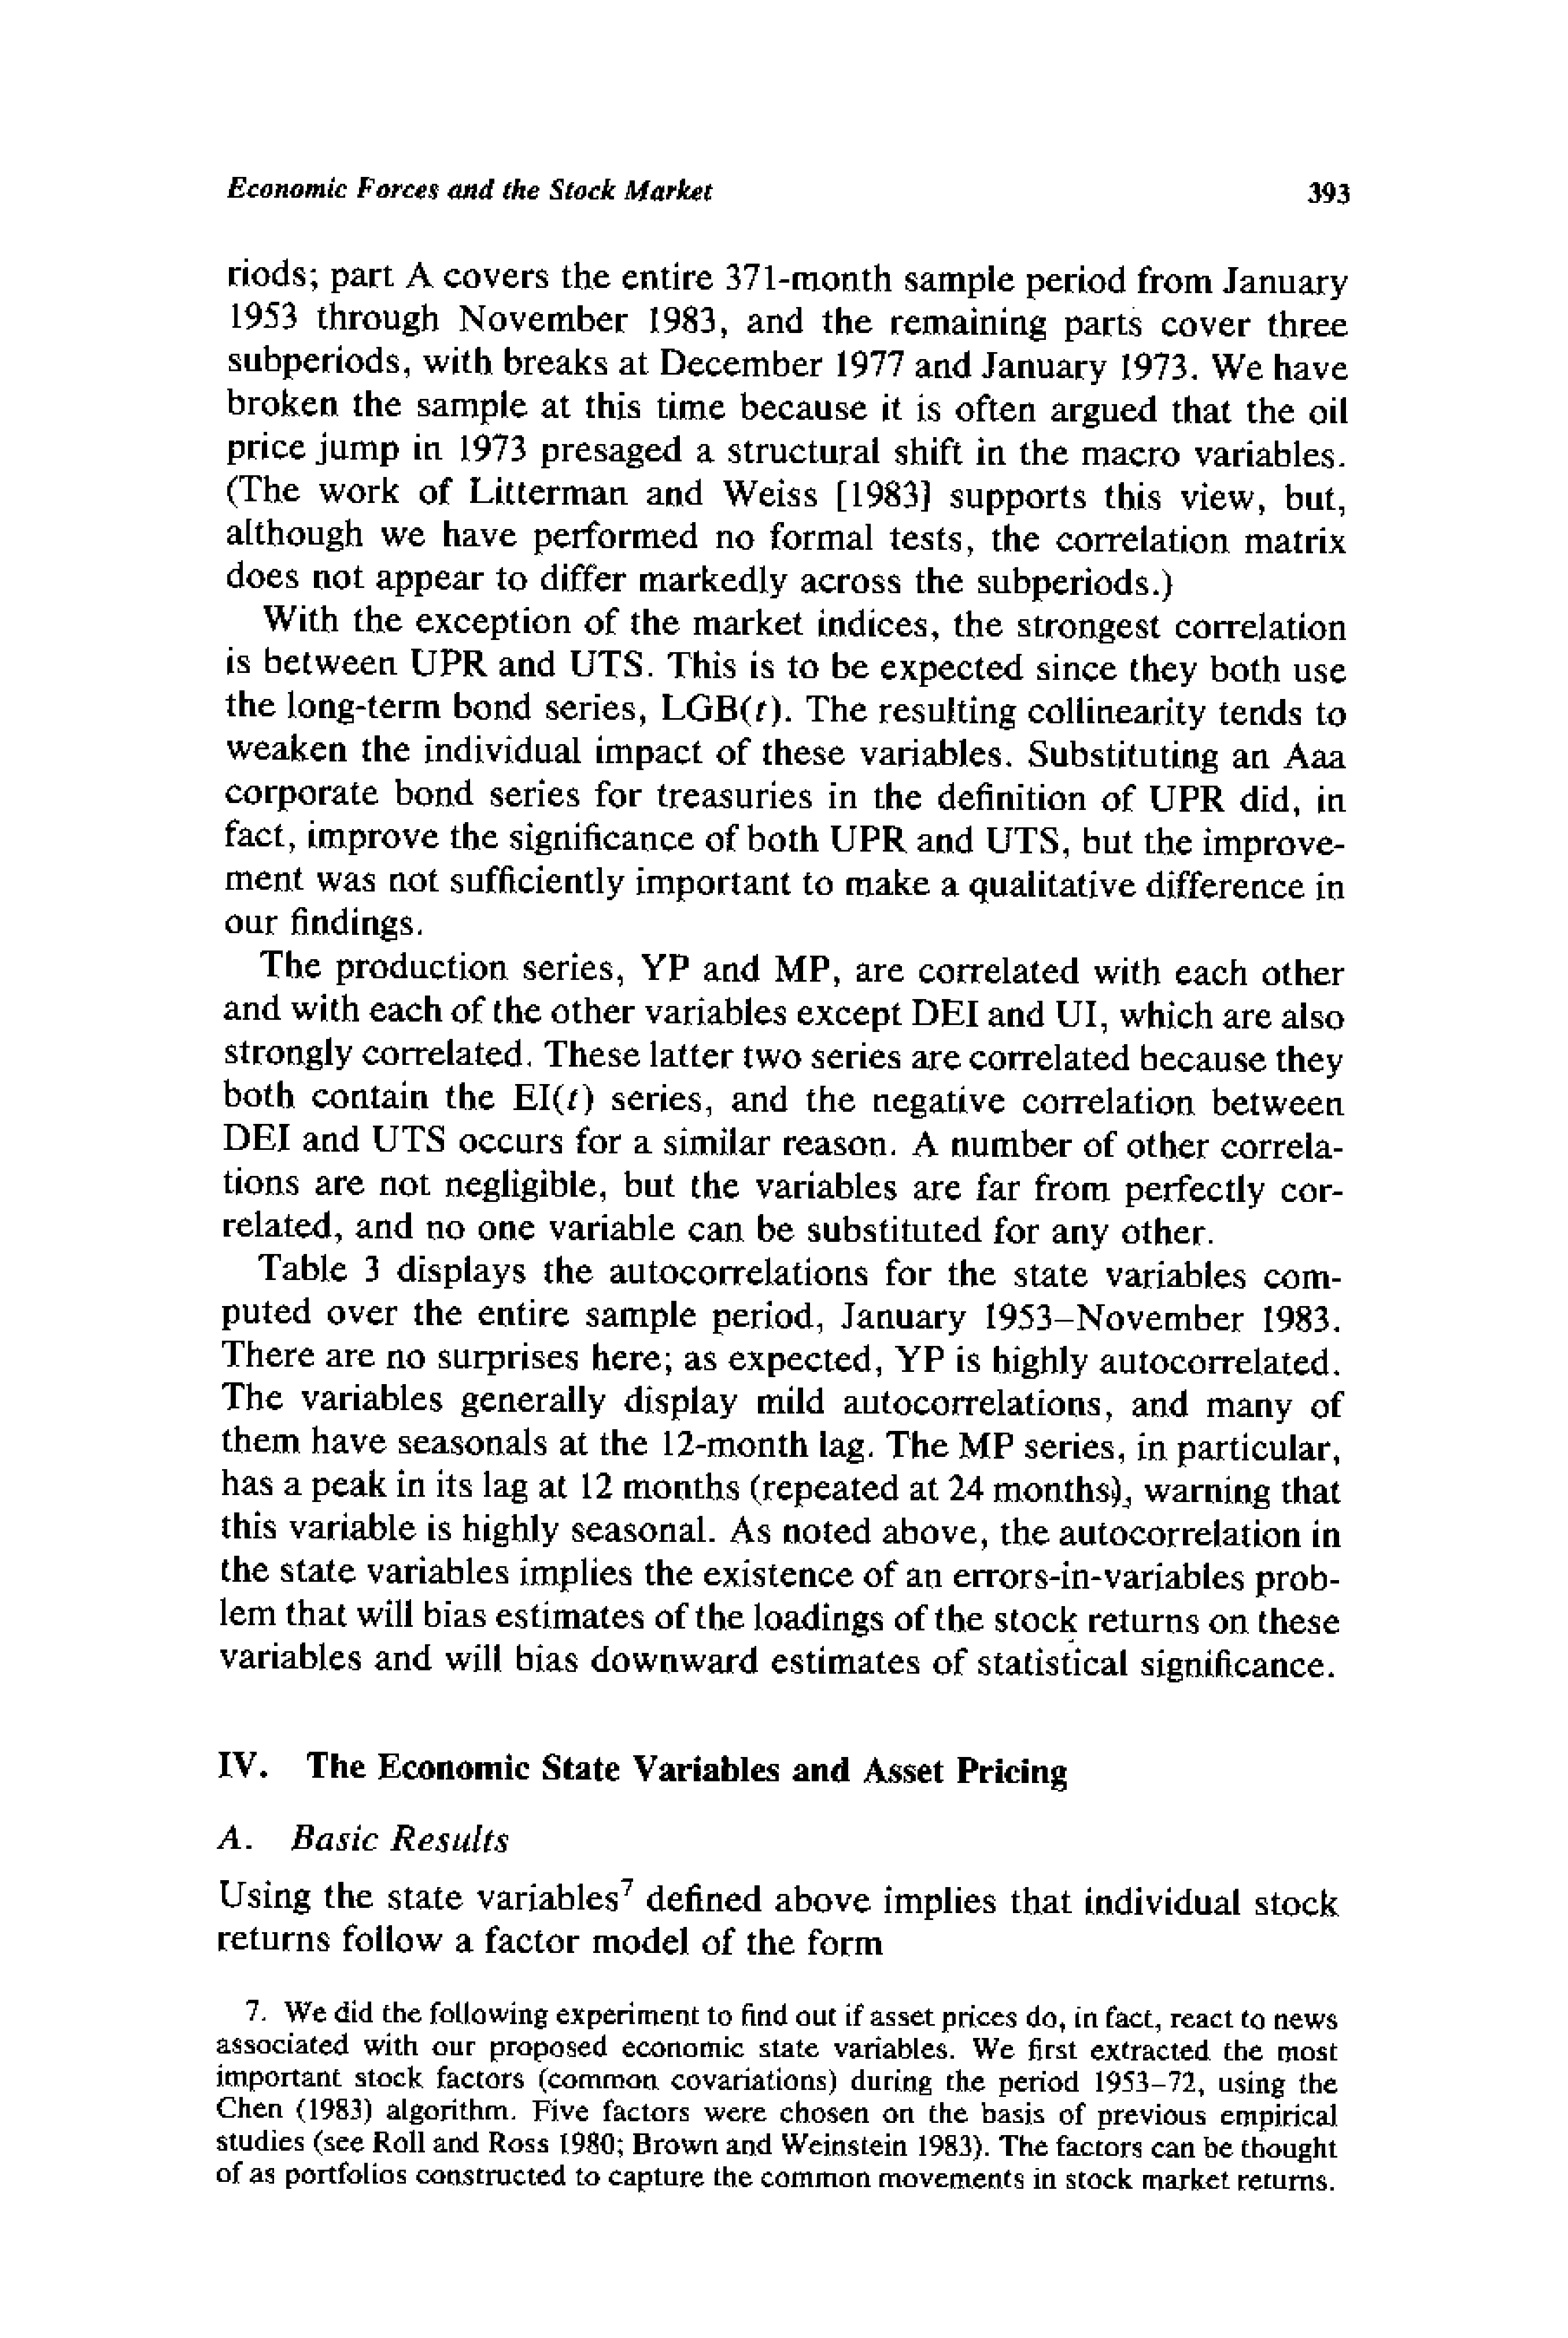 Economic Forces and the Stock Market 393
riods; part A covers the entire 371-month sample period from January
1953 through November 1983, and the remaining parts cover three
subperiods, with breaks at December 1977 and January 1973. We have
broken the sample at this time because it is often argued that the oil
price jump in 1973 presaged a structural shift in the macro variables.
(The work of Litterman and Weiss [1983] supports this view, but,
although we have performed no formal tests, the correlation matrix
does not appear to differ markedly across the subperiods.)
With the exception of the market indices, the strongest correlation
is between UPR and UTS. This is to be expected since they both use
the long-term bond series, LGB(t). The resulting collinearity tends to
weaken the individual impact of these variables. Substituting an Aaa
corporate bond series for treasuries in the definition of UPR did, in
fact, improve the significance of both UPR and UTS, but the improve-
ment was not sufficiently important to make a qualitative difference in
our findings.
The production series, YP and MP, are correlated with each other
and with each of the other variables except DEI and UI, which are also
strongly correlated. These latter two series are correlated because they
both contain the EI(t) series, and the negative correlation between
DEI and UTS occurs for a similar reason. A number of other correla-
tions are not negligible, but the variables are far from perfectly cor-
related, and no one variable can be substituted for any other.
Table 3 displays the autocorrelations for the state variables com-
puted over the entire sample period, January 1953–November 1983.
There are no surprises here; as expected, YP is highly autocorrelated.
The variables generally display mild autocorrelations, and many of
them have seasonals at the 12-month lag. The MP series, in particular,
has a peak in its lag at 12 months (repeated at 24 months), warning that
this variable is highly seasonal. As noted above, the autocorrelation in
the state variables implies the existence of an errors-in-variables prob-
lem that will bias estimates of the loadings of the stock returns on these
variables and will bias downward estimates of statistical significance.
IV. The Economic State Variables and Asset Pricing
A. Basic Results
Using the state variables⁷ defined above implies that individual stock
returns follow a factor model of the form
7. We did the following experiment to find out if asset prices do, in fact, react to news
associated with our proposed economic state variables. We first extracted the most
important stock factors (common covariations) during the period 1953–72, using the
Chen (1983) algorithm. Five factors were chosen on the basis of previous empirical
studies (see Roll and Ross 1980; Brown and Weinstein 1983). The factors can be thought
of as portfolios constructed to capture the common movements in stock market returns.